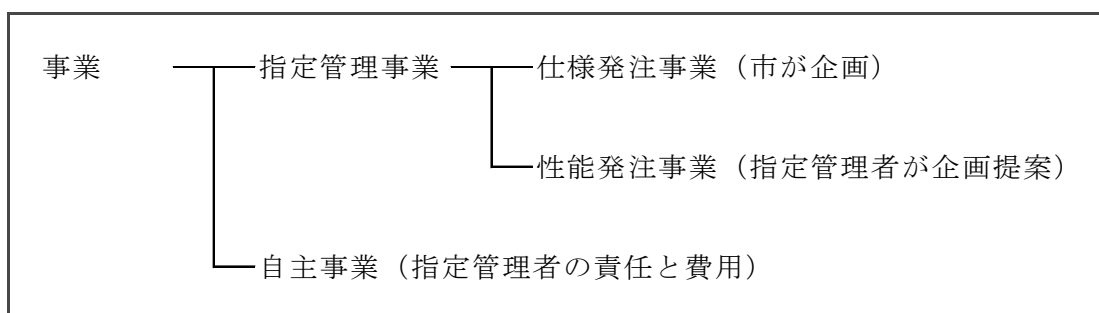 事業 指定管理事業 仕様発注事業（市が企画）
性能発注事業（指定管理者が企画提案）
自主事業（指定管理者の責任と費用）